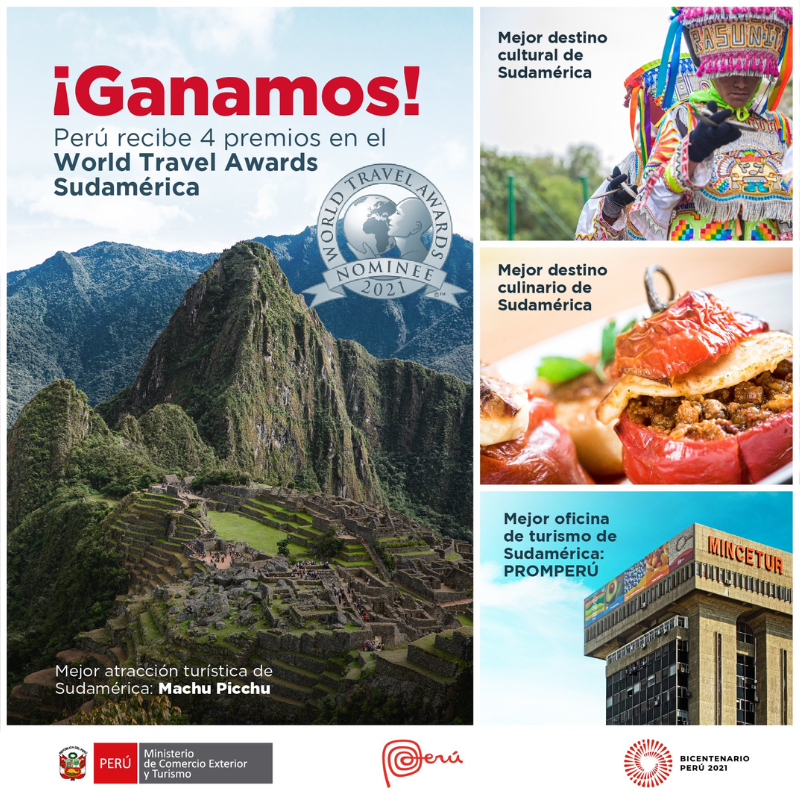 ¡Ganamos!
Perú recibe 4 premios en el
World Travel Awards
Sudamérica
WORLD TRAVEL AWARDS
NOMINEE
2021
Mejor atracción turística de
Sudamérica: Machu Picchu
Mejor destino
cultural de
Sudamérica
RASUNI
Mejor destino
culinario de
Sudamérica
Mejor oficina
de turismo de
Sudamérica:
PROMPERÚ
MINCETUR
PERÚ
Ministerio
de Comercio Exterior
y Turismo
Perú
BICENTENARIO
PERÚ 2021